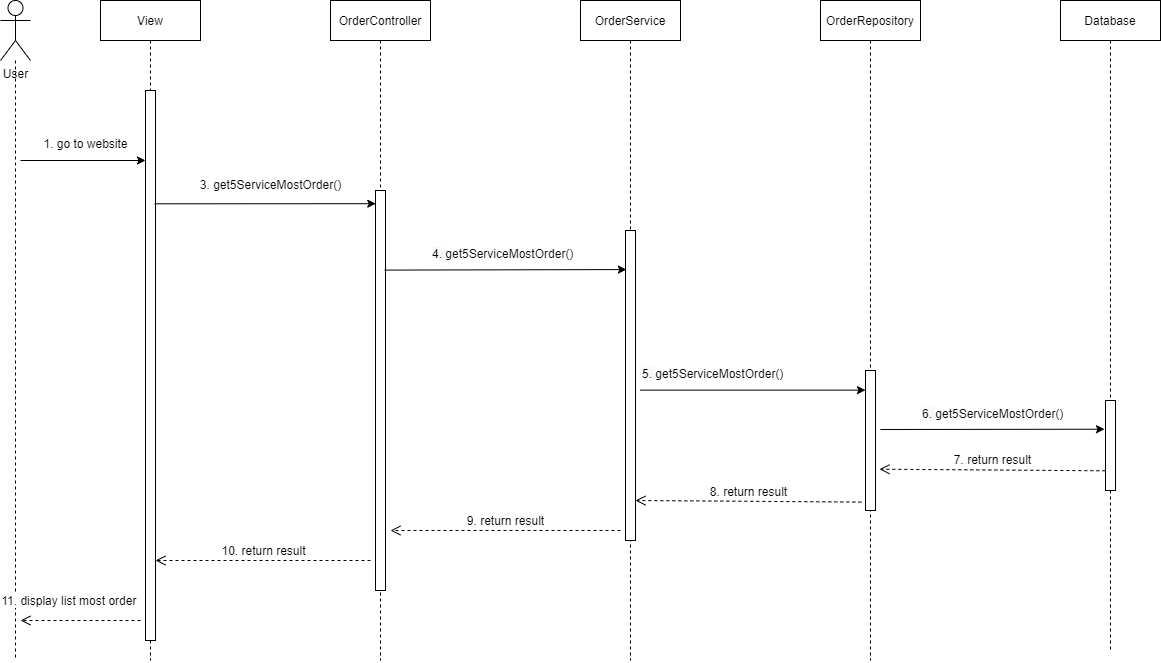 View
OrderController
OrderService
OrderRepository
Database
User
1. go to website
3. get5ServiceMostOrder()
4. get5ServiceMostOrder()
5. get5ServiceMostOrder()
6. get5ServiceMostOrder()
7. return result
8. return result
9. return result
10. return result
11. display list most order